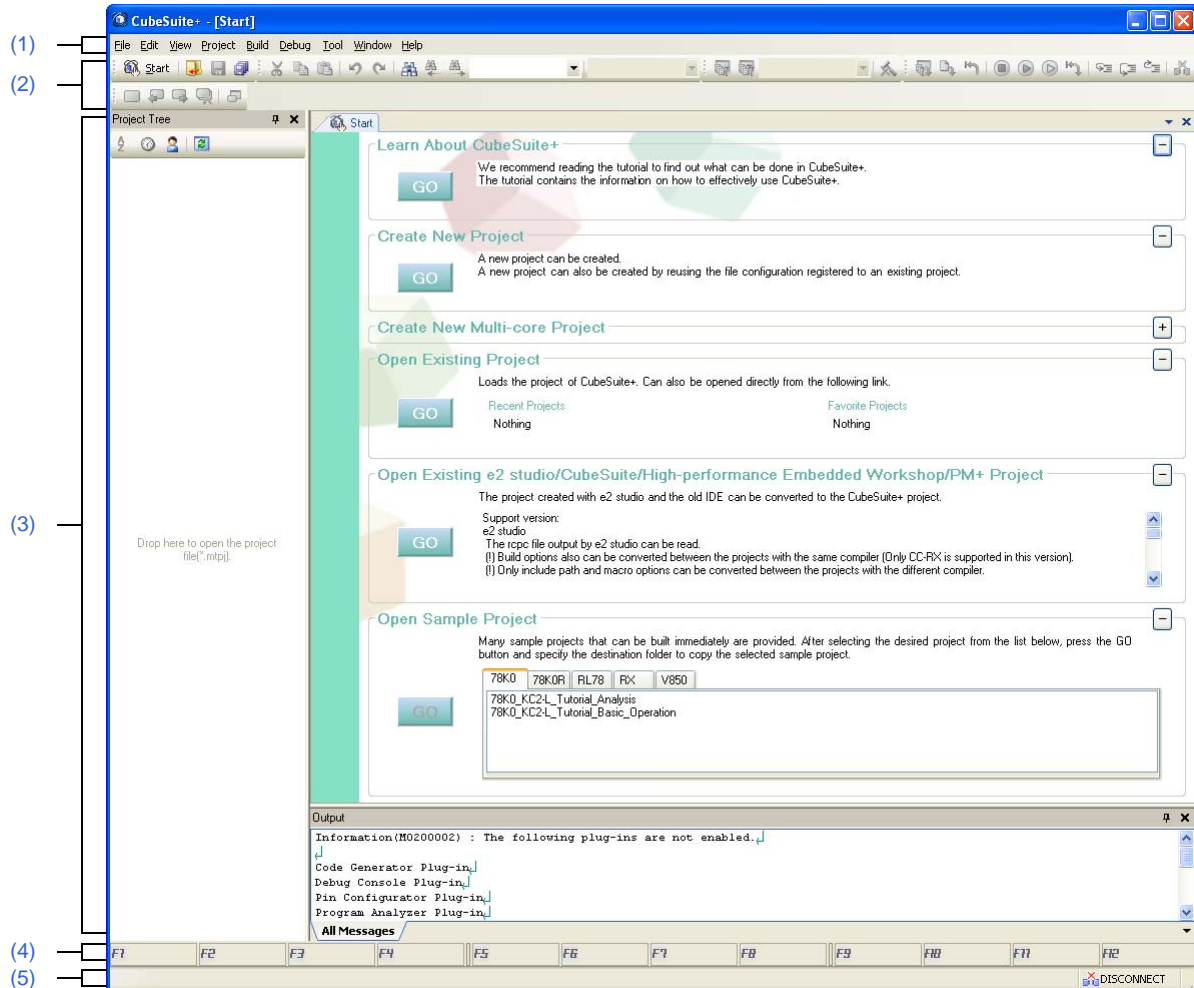 CubeSuite+ - [Start]
(1)
File Edit View Project Build Debug Tool Window Help
(2)
Start
Project Tree
Start
Learn About CubeSuite+
GO
We recommend reading the tutorial to find out what can be done in CubeSuite+.
The tutorial contains the information on how to effectively use CubeSuite+.
Create New Project
GO
A new project can be created.
A new project can also be created by reusing the file configuration registered to an existing project.
Create New Multi-core Project
Open Existing Project
GO
Loads the project of CubeSuite+. Can also be opened directly from the following link.
Recent Projects Favorite Projects
Nothing Nothing
Open Existing e2 studio/CubeSuite/High-performance Embedded Workshop/PM+ Project
GO
The project created with e2 studio and the old IDE can be converted to the CubeSuite+ project.
Support version:
e2 studio
The rcpc file output by e2 studio can be read.
(!) Build options also can be converted between the projects with the same compiler (Only CC-RX is supported in this version).
(!) Only include path and macro options can be converted between the projects with the different compiler.
(3)
Drop here to open the project
file(*.mtpj).
Open Sample Project
GO
Many sample projects that can be built immediately are provided. After selecting the desired project from the list below, press the GO
button and specify the destination folder to copy the selected sample project.
78K0 78K0R RL78 RX V850
78K0_KC2-L_Tutorial_Analysis
78K0_KC2-L_Tutorial_Basic_Operation
Output
Information(M0200002) : The following plug-ins are not enabled.
Code Generator Plug-in
Debug Console Plug-in
Pin Configurator Plug-in
Program Analyzer Plug-in
All Messages
(4)
F1 F2 F3 F4 F5 F6 F7 F8 F9 F10 F11 F12
(5)
DISCONNECT